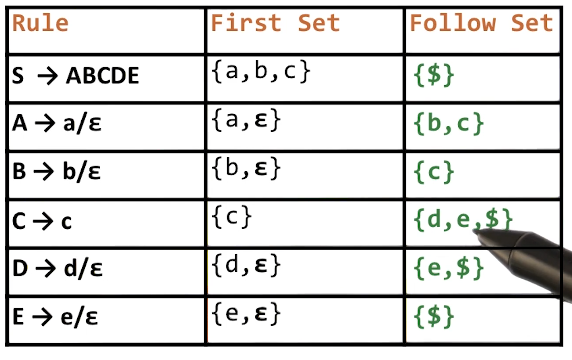 Rule First Set Follow Set
S → ABCDE {a,b,c} {$}
A → a/ε {a,ε} {b,c}
B → b/ε {b,ε} {c}
C → c {c} {d,e,$}
D → d/ε {d,ε} {e,$}
E → e/ε {e,ε} {$}